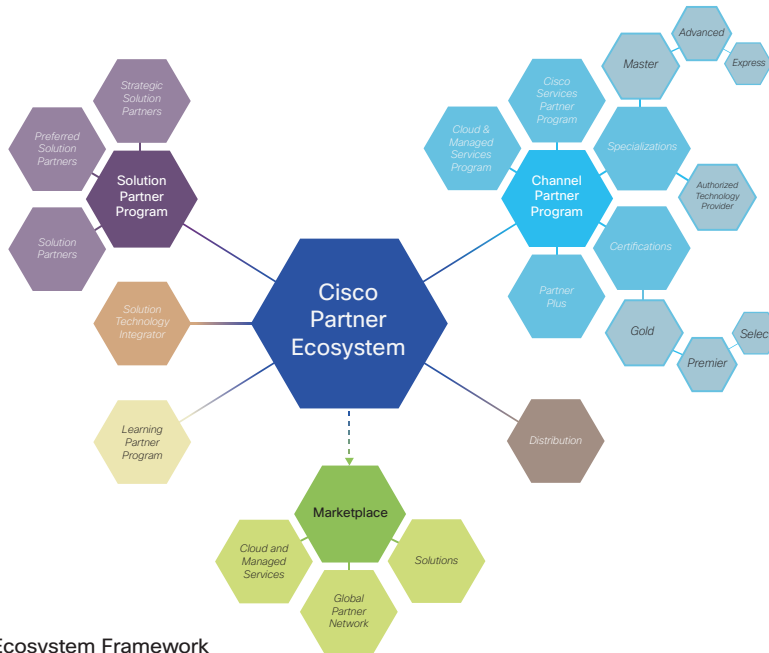 Advanced
Express
Master
Strategic
Solution
Partners
Cisco
Services
Partner
Program
Preferred
Solution
Partners
Cloud &
Managed
Services
Program
Specializations
Solution
Partner
Program
Channel
Partner
Program
Authorized
Technology
Provider
Solution
Partners
Certifications
Cisco
Partner
Ecosystem
Partner
Plus
Solution
Technology
Integrator
Gold
Premier
Selec
Learning
Partner
Program
Distribution
Marketplace
Cloud and
Managed
Services
Solutions
Global
Partner
Network
Ecosystem Framework